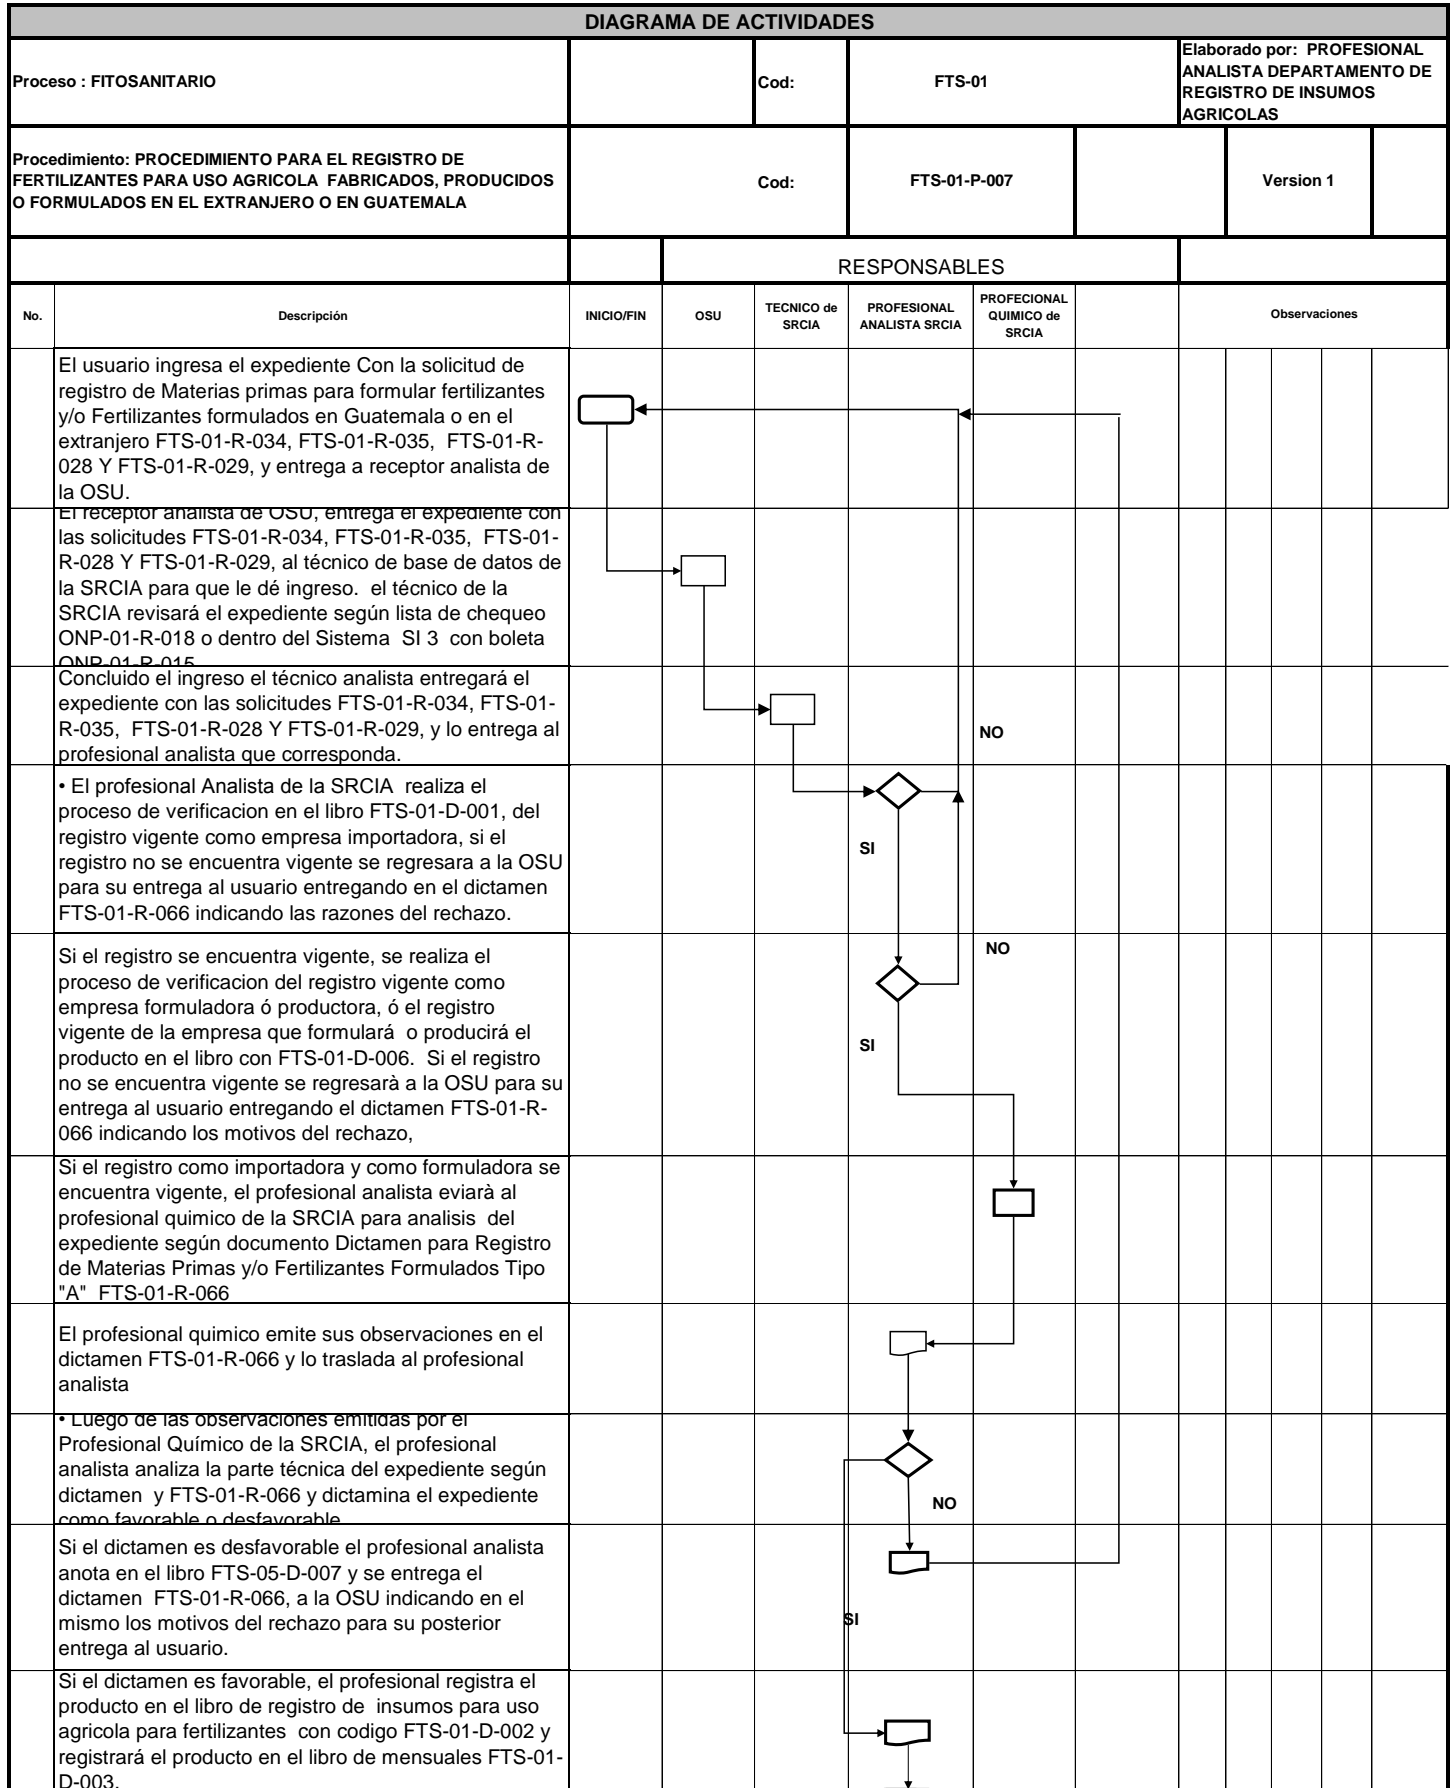 DIAGRAMA DE ACTIVIDADES
Proceso : FITOSANITARIO
Cod:
FTS-01
Elaborado por:  PROFESIONAL
ANALISTA DEPARTAMENTO DE
REGISTRO DE INSUMOS
AGRICOLAS
Procedimiento: PROCEDIMIENTO PARA EL REGISTRO DE
FERTILIZANTES PARA USO AGRICOLA  FABRICADOS, PRODUCIDOS
O FORMULADOS EN EL EXTRANJERO O EN GUATEMALA
Cod:
FTS-01-P-007
Version 1
RESPONSABLES
No.
Descripción
INICIO/FIN
OSU
TECNICO de
SRCIA
PROFESIONAL
ANALISTA SRCIA
PROFECIONAL
QUIMICO de
SRCIA
Observaciones
El usuario ingresa el expediente Con la solicitud de
registro de Materias primas para formular fertilizantes
y/o Fertilizantes formulados en Guatemala o en el
extranjero FTS-01-R-034, FTS-01-R-035,  FTS-01-R-
028 Y FTS-01-R-029, y entrega a receptor analista de
la OSU.
El receptor analista de OSU, entrega el expediente con
las solicitudes FTS-01-R-034, FTS-01-R-035,  FTS-01-
R-028 Y FTS-01-R-029, al técnico de base de datos de
la SRCIA para que le dé ingreso.  el técnico de la
SRCIA revisará el expediente según lista de chequeo
ONP-01-R-018 o dentro del Sistema  SI 3  con boleta
ONP-01-R-015
Concluido el ingreso el técnico analista entregará el
expediente con las solicitudes FTS-01-R-034, FTS-01-
R-035,  FTS-01-R-028 Y FTS-01-R-029, y lo entrega al
profesional analista que corresponda.
NO
• El profesional Analista de la SRCIA  realiza el
proceso de verificacion en el libro FTS-01-D-001, del
registro vigente como empresa importadora, si el
registro no se encuentra vigente se regresara a la OSU
para su entrega al usuario entregando en el dictamen
FTS-01-R-066 indicando las razones del rechazo.
SI
Si el registro se encuentra vigente, se realiza el
proceso de verificacion del registro vigente como
empresa formuladora ó productora, ó el registro
vigente de la empresa que formulará  o producirá el
producto en el libro con FTS-01-D-006.  Si el registro
no se encuentra vigente se regresarà a la OSU para su
entrega al usuario entregando el dictamen FTS-01-R-
066 indicando los motivos del rechazo,
NO
SI
Si el registro como importadora y como formuladora se
encuentra vigente, el profesional analista eviarà al
profesional quimico de la SRCIA para analisis  del
expediente según documento Dictamen para Registro
de Materias Primas y/o Fertilizantes Formulados Tipo
"A"  FTS-01-R-066
El profesional quimico emite sus observaciones en el
dictamen FTS-01-R-066 y lo traslada al profesional
analista
• Luego de las observaciones emitidas por el
Profesional Químico de la SRCIA, el profesional
analista analiza la parte técnica del expediente según
dictamen  y FTS-01-R-066 y dictamina el expediente
como favorable o desfavorable
NO
Si el dictamen es desfavorable el profesional analista
anota en el libro FTS-05-D-007 y se entrega el
dictamen  FTS-01-R-066, a la OSU indicando en el
mismo los motivos del rechazo para su posterior
entrega al usuario.
SI
Si el dictamen es favorable, el profesional registra el
producto en el libro de registro de  insumos para uso
agricola para fertilizantes  con codigo FTS-01-D-002 y
registrará el producto en el libro de mensuales FTS-01-
D-003.